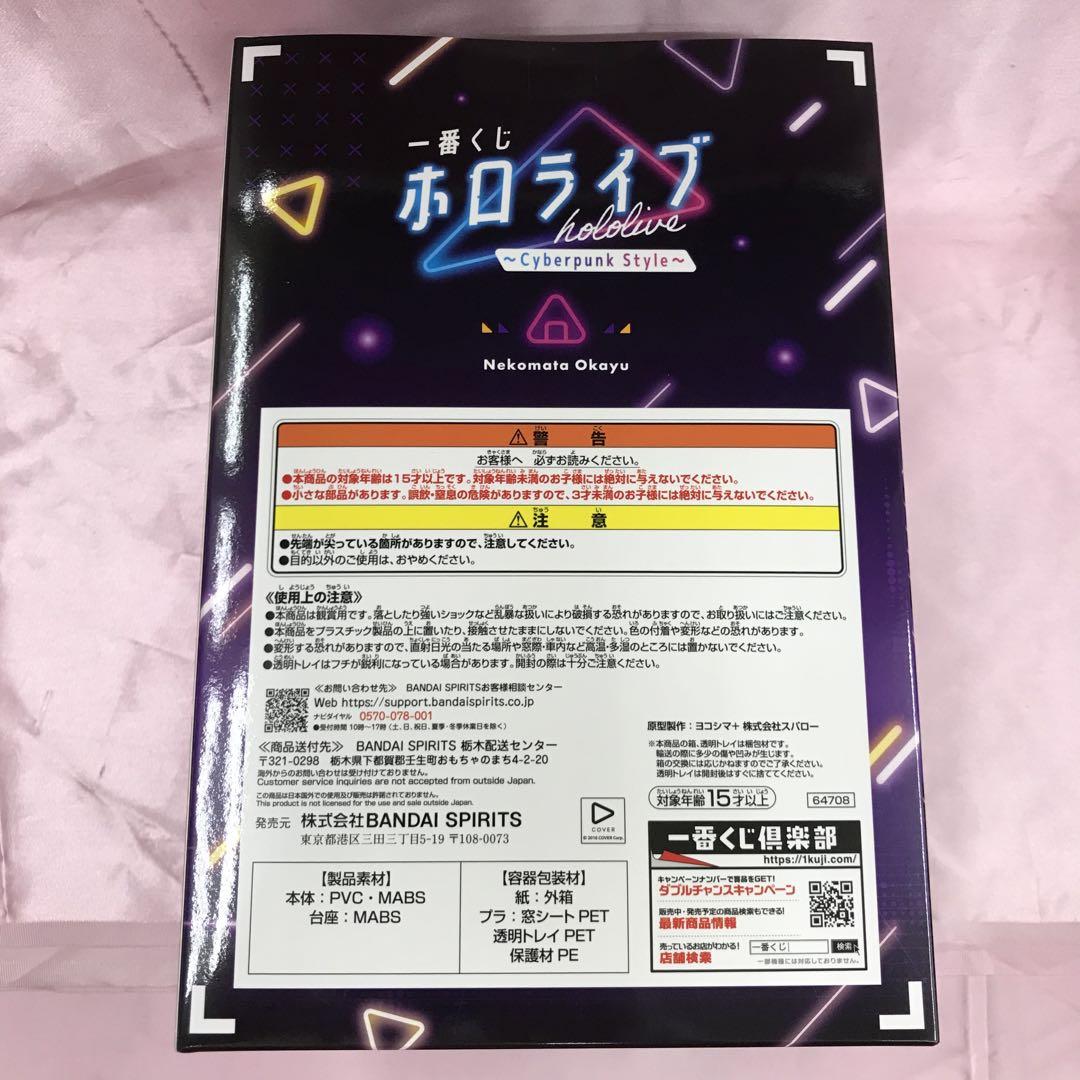 一番くじ
ホロライブ
hololive
～Cyberpunk Style～
Nekomata Okayu
⚠警告
お客様へ 必ずお読みください。
●本商品の対象年齢は15才以上です。対象年齢未満のお子様には絶対に与えないでください。
●小さな部品があります。誤飲・窒息の危険がありますので、3才未満のお子様には絶対に与えないでください。
⚠注意
●先端が尖っている箇所がありますので、注意してください。
●目的以外のご使用は、おやめください。
《使用上の注意》
●本商品は観賞用です。落としたり強いショックなど乱暴な扱いにより破損する恐れがありますので、お取り扱いにはご注意ください。
●本商品をプラスチック製品の上に置いたり、接触させたままにしないでください。色の付着や変形などの恐れがあります。
●変形する恐れがありますので、直射日光の当たる場所や窓際・車内など高温・多湿のところには置かないでください。
●透明トレイはフチが鋭利になっている場合があります。開封の際は十分ご注意ください。
≪お問い合わせ先≫ BANDAI SPIRITSお客様相談センター
Web https://support.bandaispirits.co.jp
ナビダイヤル 0570-078-001
●受付時間 10時～17時（土、日、祝日、夏季・冬季休業日を除く）
≪商品送付先≫ BANDAI SPIRITS 栃木配送センター
〒321-0298 栃木県下都賀郡壬生町おもちゃのまち4-2-20
海外からのお問い合わせは受け付けておりません。
Customer service inquiries are not accepted from outside Japan.
この商品は日本国外での使用及び販売は許諾されておりません。
This product is not licensed for the use and sale outside Japan.
発売元 株式会社BANDAI SPIRITS
東京都港区三田三丁目5-19 〒108-0073
COVER
© 2016 COVER Corp.
原型製作：ヨコシマ＋ 株式会社スパロー
※本商品の箱、透明トレイは梱包材です。
輸送の際に多少の傷や凹みが生じます。
箱の交換には応じかねますのでご了承ください。
透明トレイは開封後はすぐに捨ててください。
対象年齢15才以上
64708
【製品素材】
本体：PVC・MABS
台座：MABS
【容器包装材】
紙：外箱
プラ：窓シート PET
透明トレイ PET
保護材 PE
一番くじ倶楽部
https://1kuji.com/
キャンペーンナンバーで賞品をGET!
ダブルチャンスキャンペーン
販売中・発売予定の商品検索もできる!
最新商品情報
売っているお店がわかる!
店舗検索
一番くじ 検索
一部機種には対応しておりません。